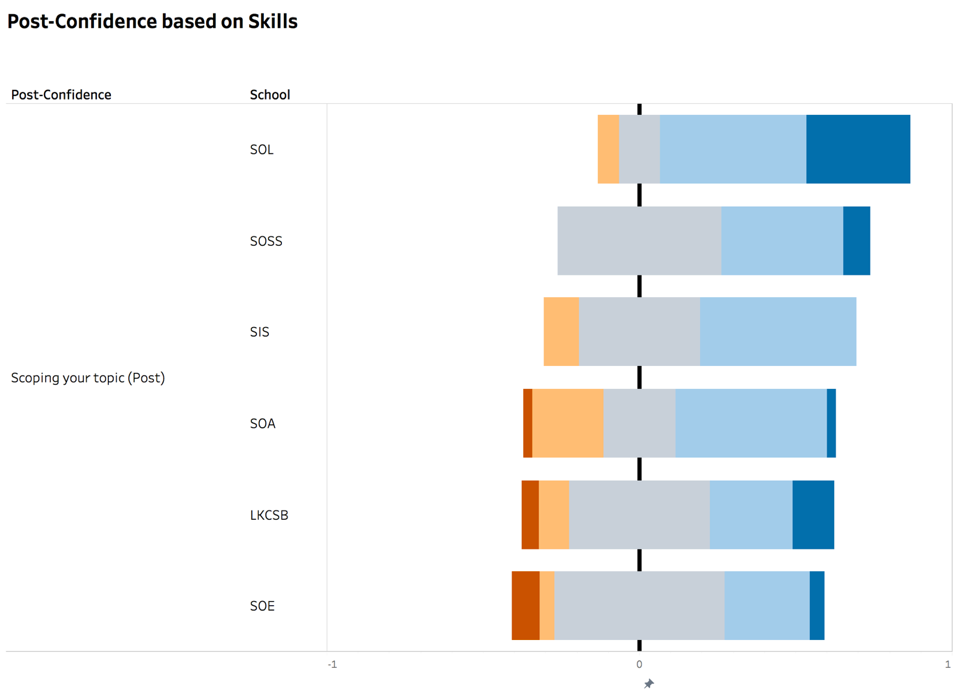 Post-Confidence based on Skills
Post-Confidence School
SOL
SOSS
SIS
Scoping your topic (Post)
SOA
LKCSB
SOE
-1 0 1